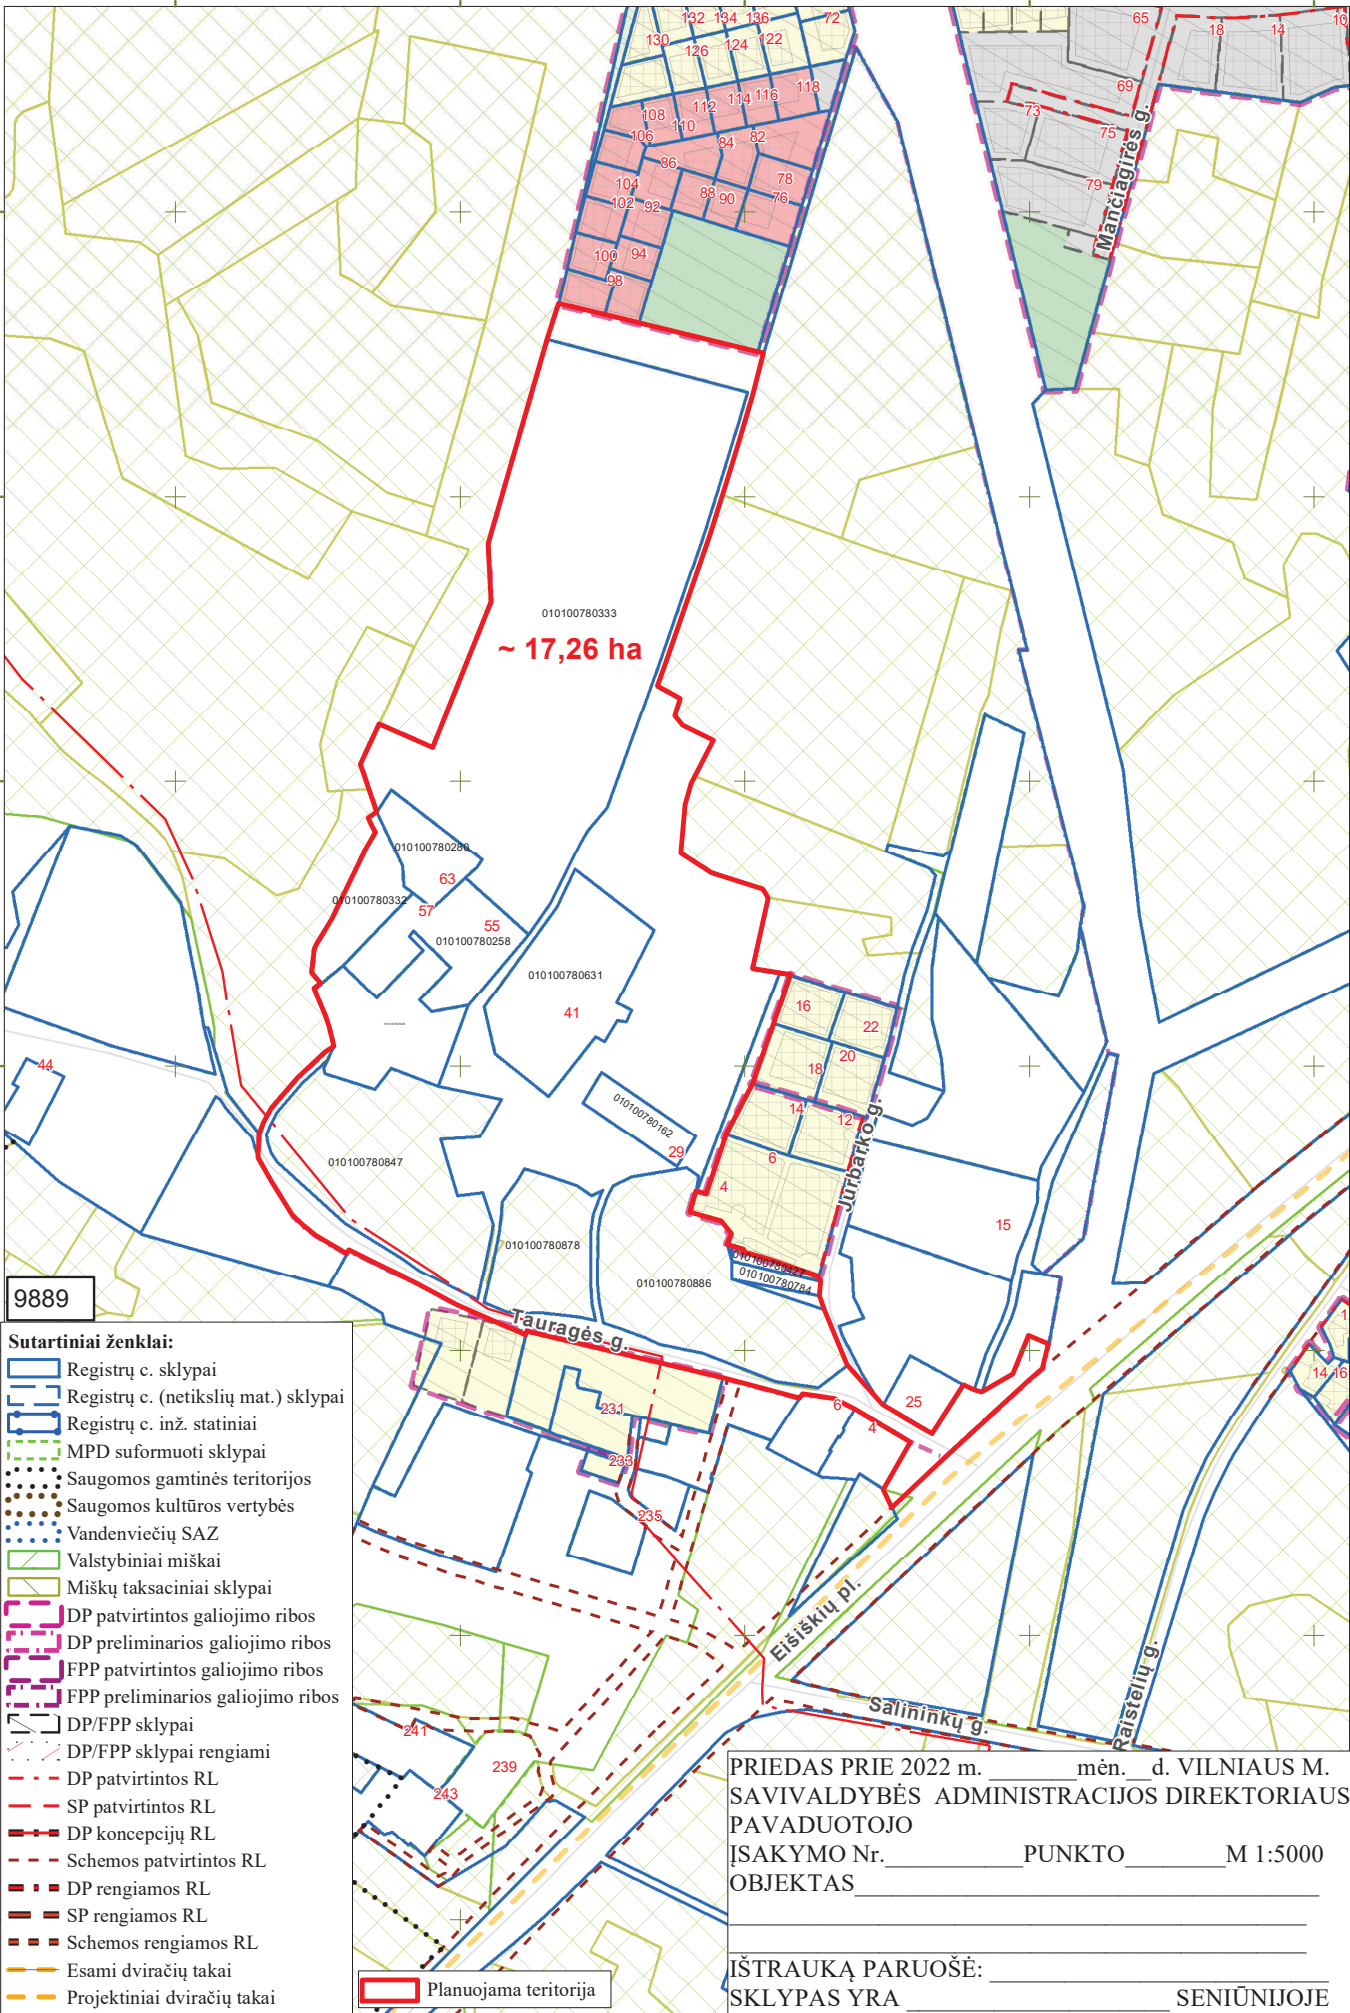 132 134 136 72
130 126 124 122
108 112 114 116 118
106 110 84 82
86 78
104 88 90 76
102 92
100 94
98
65 18 14 10
69
73 75
79
Mančiagirės g.
010100780333
~ 17,26 ha
010100780280
63
010100780332
57 55
010100780258
010100780631
41
16 22
20
18
14 12
6
4
Jurbarko g.
44
010100780162
29
010100780847
15
010100780878
010100780427
010100780784
010100780886
Tauragės g.
25
6
4
231
233
235
14 16
Eišiškių pl.
Salininkų g.
Raistelių g.
241
239
243
9889
Sutartiniai ženklai:
Registrų c. sklypai
Registrų c. (netikslių mat.) sklypai
Registrų c. inž. statiniai
MPD suformuoti sklypai
Saugomos gamtinės teritorijos
Saugomos kultūros vertybės
Vandenviečių SAZ
Valstybiniai miškai
Miškų taksaciniai sklypai
DP patvirtintos galiojimo ribos
DP preliminarios galiojimo ribos
FPP patvirtintos galiojimo ribos
FPP preliminarios galiojimo ribos
DP/FPP sklypai
DP/FPP sklypai rengiami
DP patvirtintos RL
SP patvirtintos RL
DP koncepcijų RL
Schemos patvirtintos RL
DP rengiamos RL
SP rengiamos RL
Schemos rengiamos RL
Esami dviračių takai
Projektiniai dviračių takai
Planuojama teritorija
PRIEDAS PRIE 2022 m. _______mėn.__d. VILNIAUS M.
SAVIVALDYBĖS ADMINISTRACIJOS DIREKTORIAUS
PAVADUOTOJO
ĮSAKYMO Nr.___________PUNKTO________M 1:5000
OBJEKTAS_____________________________________
IŠTRAUKĄ PARUOŠĖ: ___________________________
SKLYPAS YRA _____________________ SENIŪNIJOJE